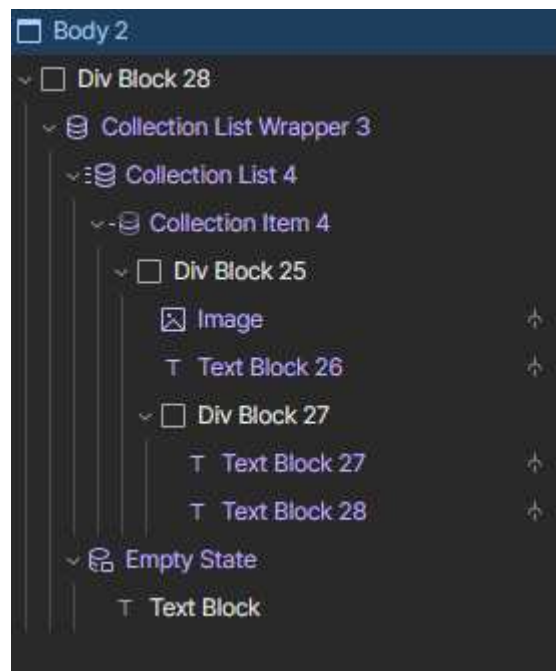 Body 2
Div Block 28
Collection List Wrapper 3
Collection List 4
Collection Item 4
Div Block 25
Image
Text Block 26
Div Block 27
Text Block 27
Text Block 28
Empty State
Text Block